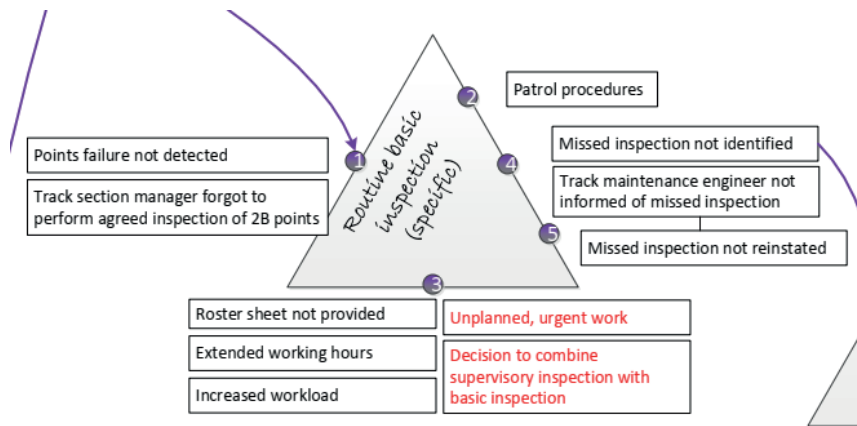 Patrol procedures
2
Points failure not detected
1
Routine basic
inspection
(specific)
4
Missed inspection not identified
Track section manager forgot to
perform agreed inspection of 2B points
Track maintenance engineer not
informed of missed inspection
5
Missed inspection not reinstated
3
Roster sheet not provided
Unplanned, urgent work
Extended working hours
Decision to combine
supervisory inspection with
basic inspection
Increased workload